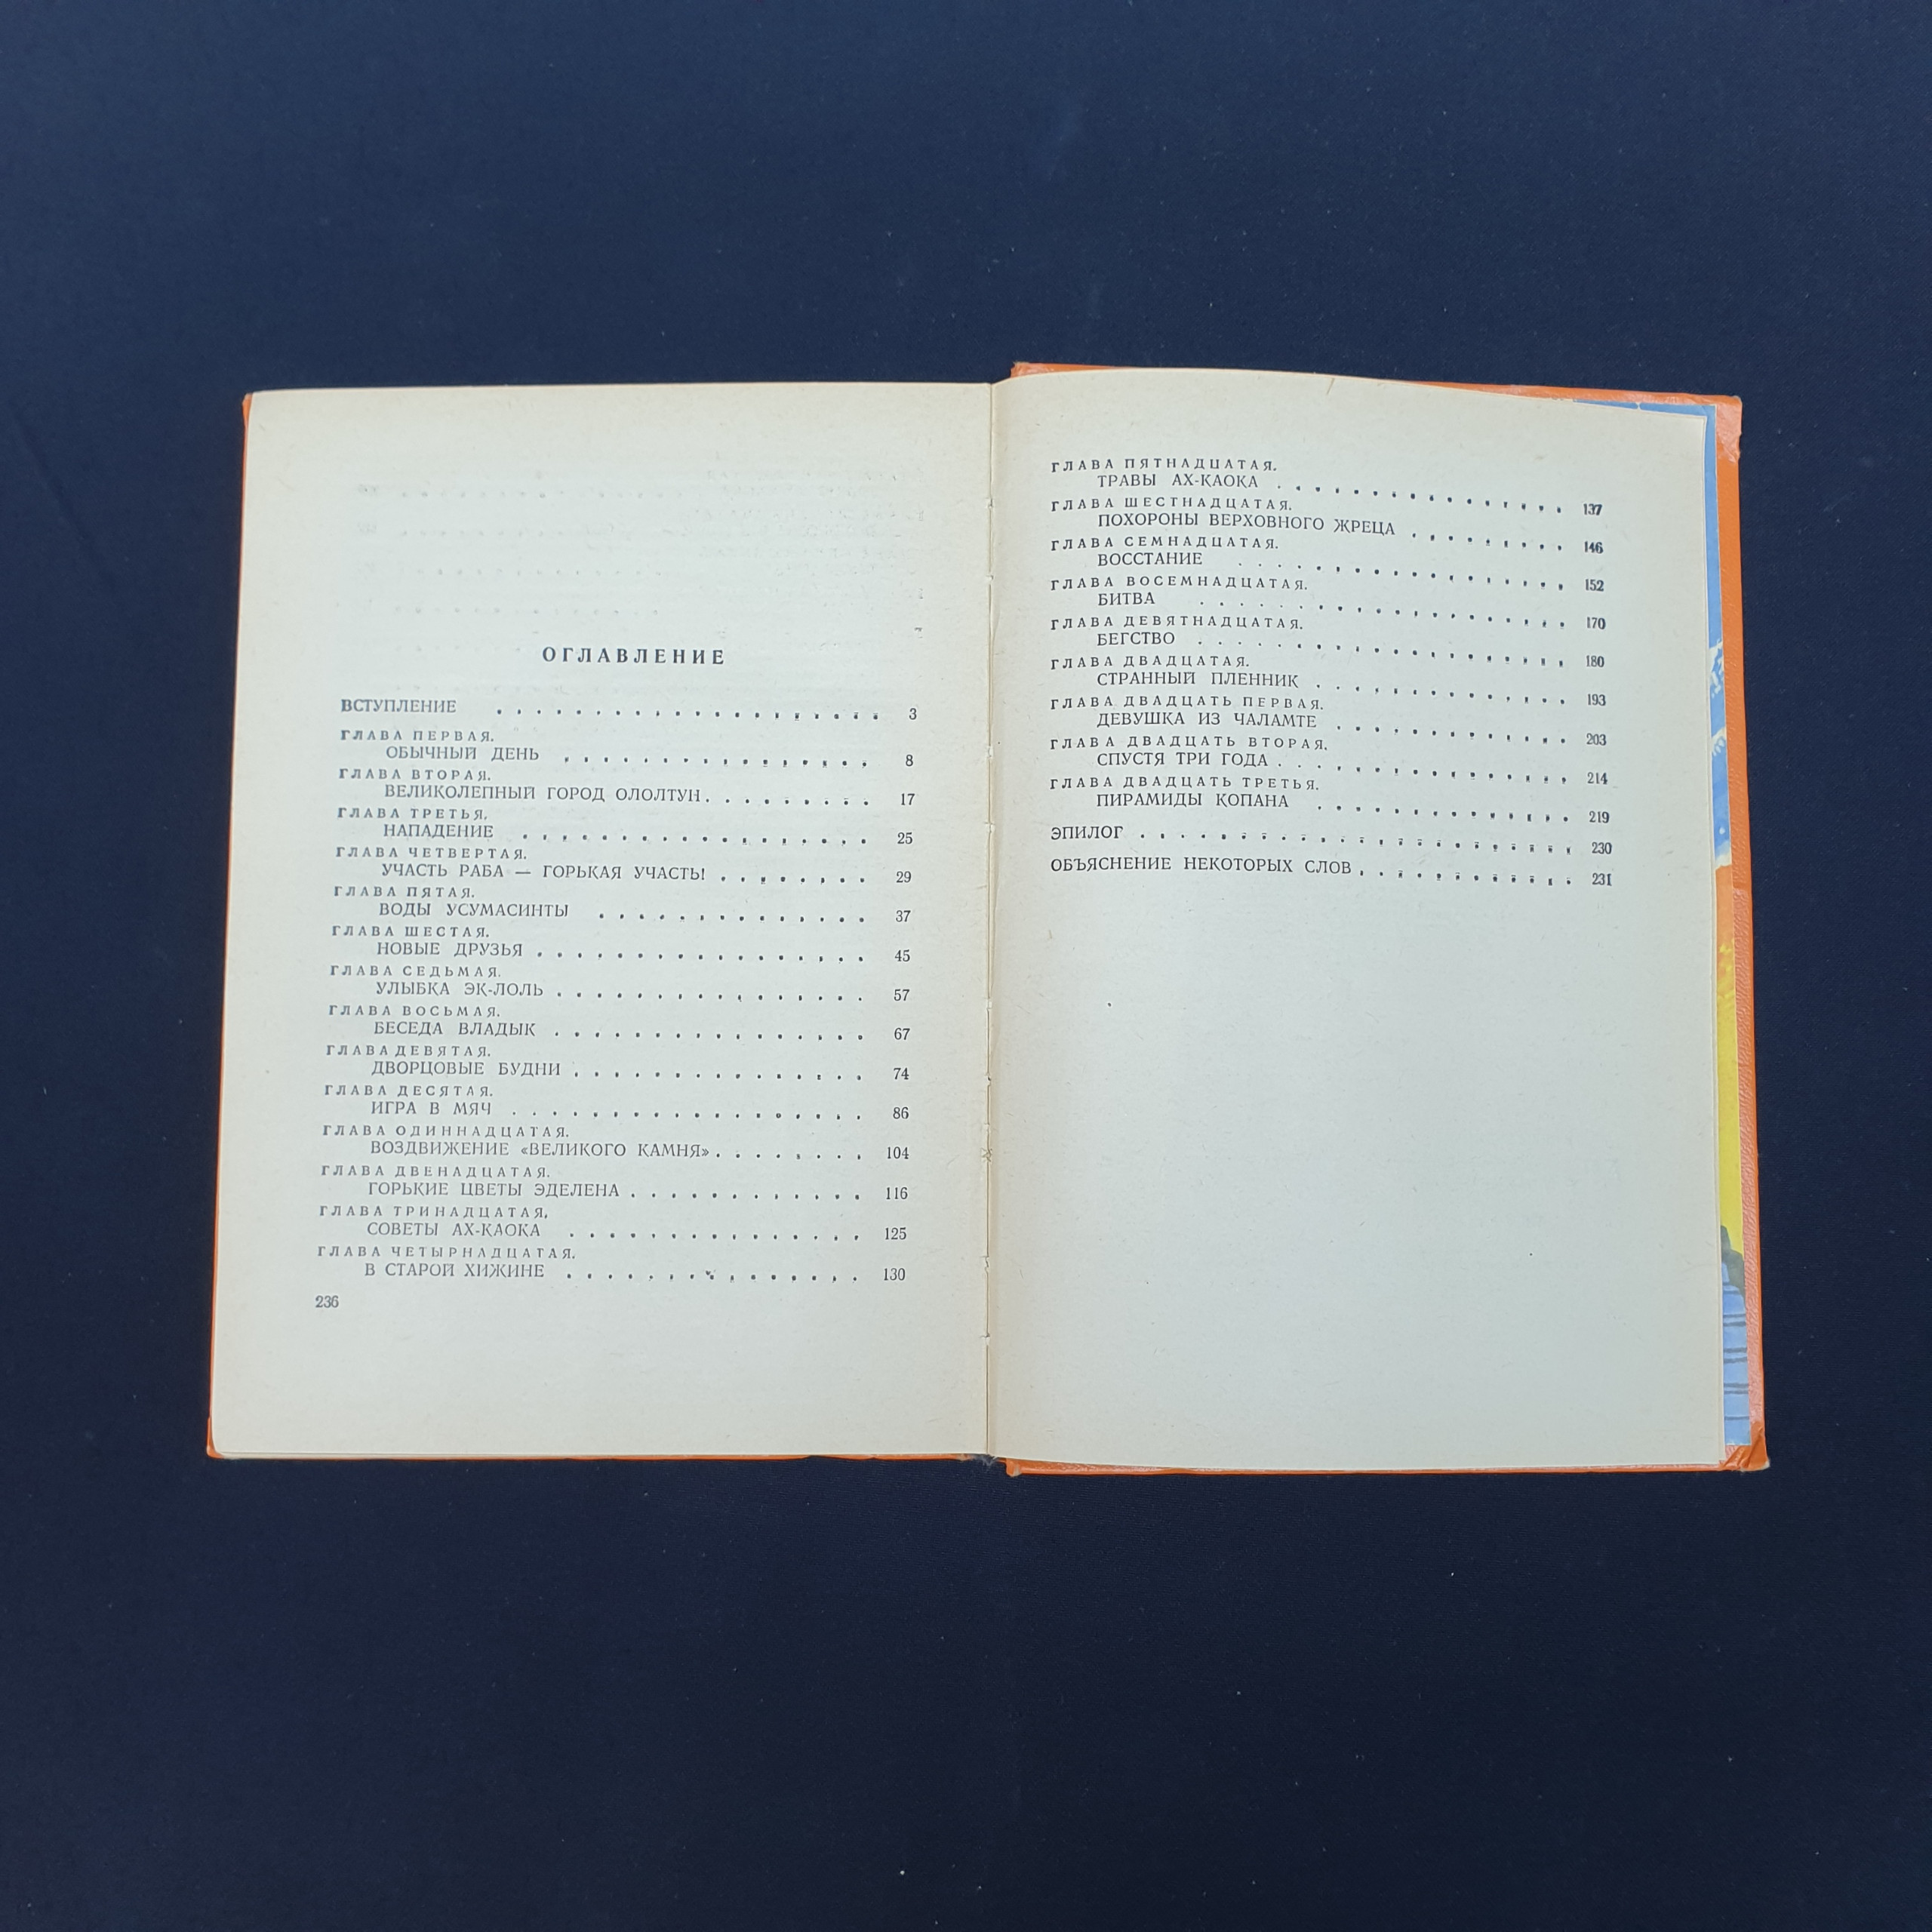 ОГЛАВЛЕНИЕ
ВСТУПЛЕНИЕ . . . . . . . . . . . . . . . . . . . . 3
ГЛАВА ПЕРВАЯ.
ОБЫЧНЫЙ ДЕНЬ . . . . . . . . . . . . . . . . 8
ГЛАВА ВТОРАЯ.
ВЕЛИКОЛЕПНЫЙ ГОРОД ОЛОЛТУН . . . . . . . . . 17
ГЛАВА ТРЕТЬЯ.
НАПАДЕНИЕ . . . . . . . . . . . . . . . . . . 25
ГЛАВА ЧЕТВЕРТАЯ.
УЧАСТЬ РАБА — ГОРЬКАЯ УЧАСТЬ! . . . . . . . . 29
ГЛАВА ПЯТАЯ.
ВОДЫ УСУМАСИНТЫ . . . . . . . . . . . . . . 37
ГЛАВА ШЕСТАЯ.
НОВЫЕ ДРУЗЬЯ . . . . . . . . . . . . . . . . . 45
ГЛАВА СЕДЬМАЯ.
УЛЫБКА ЭК-ЛОЛЬ . . . . . . . . . . . . . . . . 57
ГЛАВА ВОСЬМАЯ.
БЕСЕДА ВЛАДЫК . . . . . . . . . . . . . . . . 67
ГЛАВА ДЕВЯТАЯ.
ДВОРЦОВЫЕ БУДНИ . . . . . . . . . . . . . . . 74
ГЛАВА ДЕСЯТАЯ.
ИГРА В МЯЧ . . . . . . . . . . . . . . . . . . 86
ГЛАВА ОДИННАДЦАТАЯ.
ВОЗДВИЖЕНИЕ «ВЕЛИКОГО КАМНЯ» . . . . . . . . 104
ГЛАВА ДВЕНАДЦАТАЯ.
ГОРЬКИЕ ЦВЕТЫ ЭДЕЛЕНА . . . . . . . . . . . . 116
ГЛАВА ТРИНАДЦАТАЯ.
СОВЕТЫ АХ-КАОКА . . . . . . . . . . . . . . . 125
ГЛАВА ЧЕТЫРНАДЦАТАЯ.
В СТАРОЙ ХИЖИНЕ . . . . . . . . . . . . . . . 130
236
ГЛАВА ПЯТНАДЦАТАЯ.
ТРАВЫ АХ-КАОКА . . . . . . . . . . . . . . . 137
ГЛАВА ШЕСТНАДЦАТАЯ.
ПОХОРОНЫ ВЕРХОВНОГО ЖРЕЦА . . . . . . . . . 146
ГЛАВА СЕМНАДЦАТАЯ.
ВОССТАНИЕ . . . . . . . . . . . . . . . . . . 152
ГЛАВА ВОСЕМНАДЦАТАЯ.
БИТВА . . . . . . . . . . . . . . . . . . . . 170
ГЛАВА ДЕВЯТНАДЦАТАЯ.
БЕГСТВО . . . . . . . . . . . . . . . . . . . 180
ГЛАВА ДВАДЦАТАЯ.
СТРАННЫЙ ПЛЕННИК . . . . . . . . . . . . . . 193
ГЛАВА ДВАДЦАТЬ ПЕРВАЯ.
ДЕВУШКА ИЗ ЧАЛАМТЕ . . . . . . . . . . . . . 203
ГЛАВА ДВАДЦАТЬ ВТОРАЯ.
СПУСТЯ ТРИ ГОДА . . . . . . . . . . . . . . . 214
ГЛАВА ДВАДЦАТЬ ТРЕТЬЯ.
ПИРАМИДЫ КОПАНА . . . . . . . . . . . . . . 219
ЭПИЛОГ . . . . . . . . . . . . . . . . . . . . . . 230
ОБЪЯСНЕНИЕ НЕКОТОРЫХ СЛОВ . . . . . . . . . . . 231